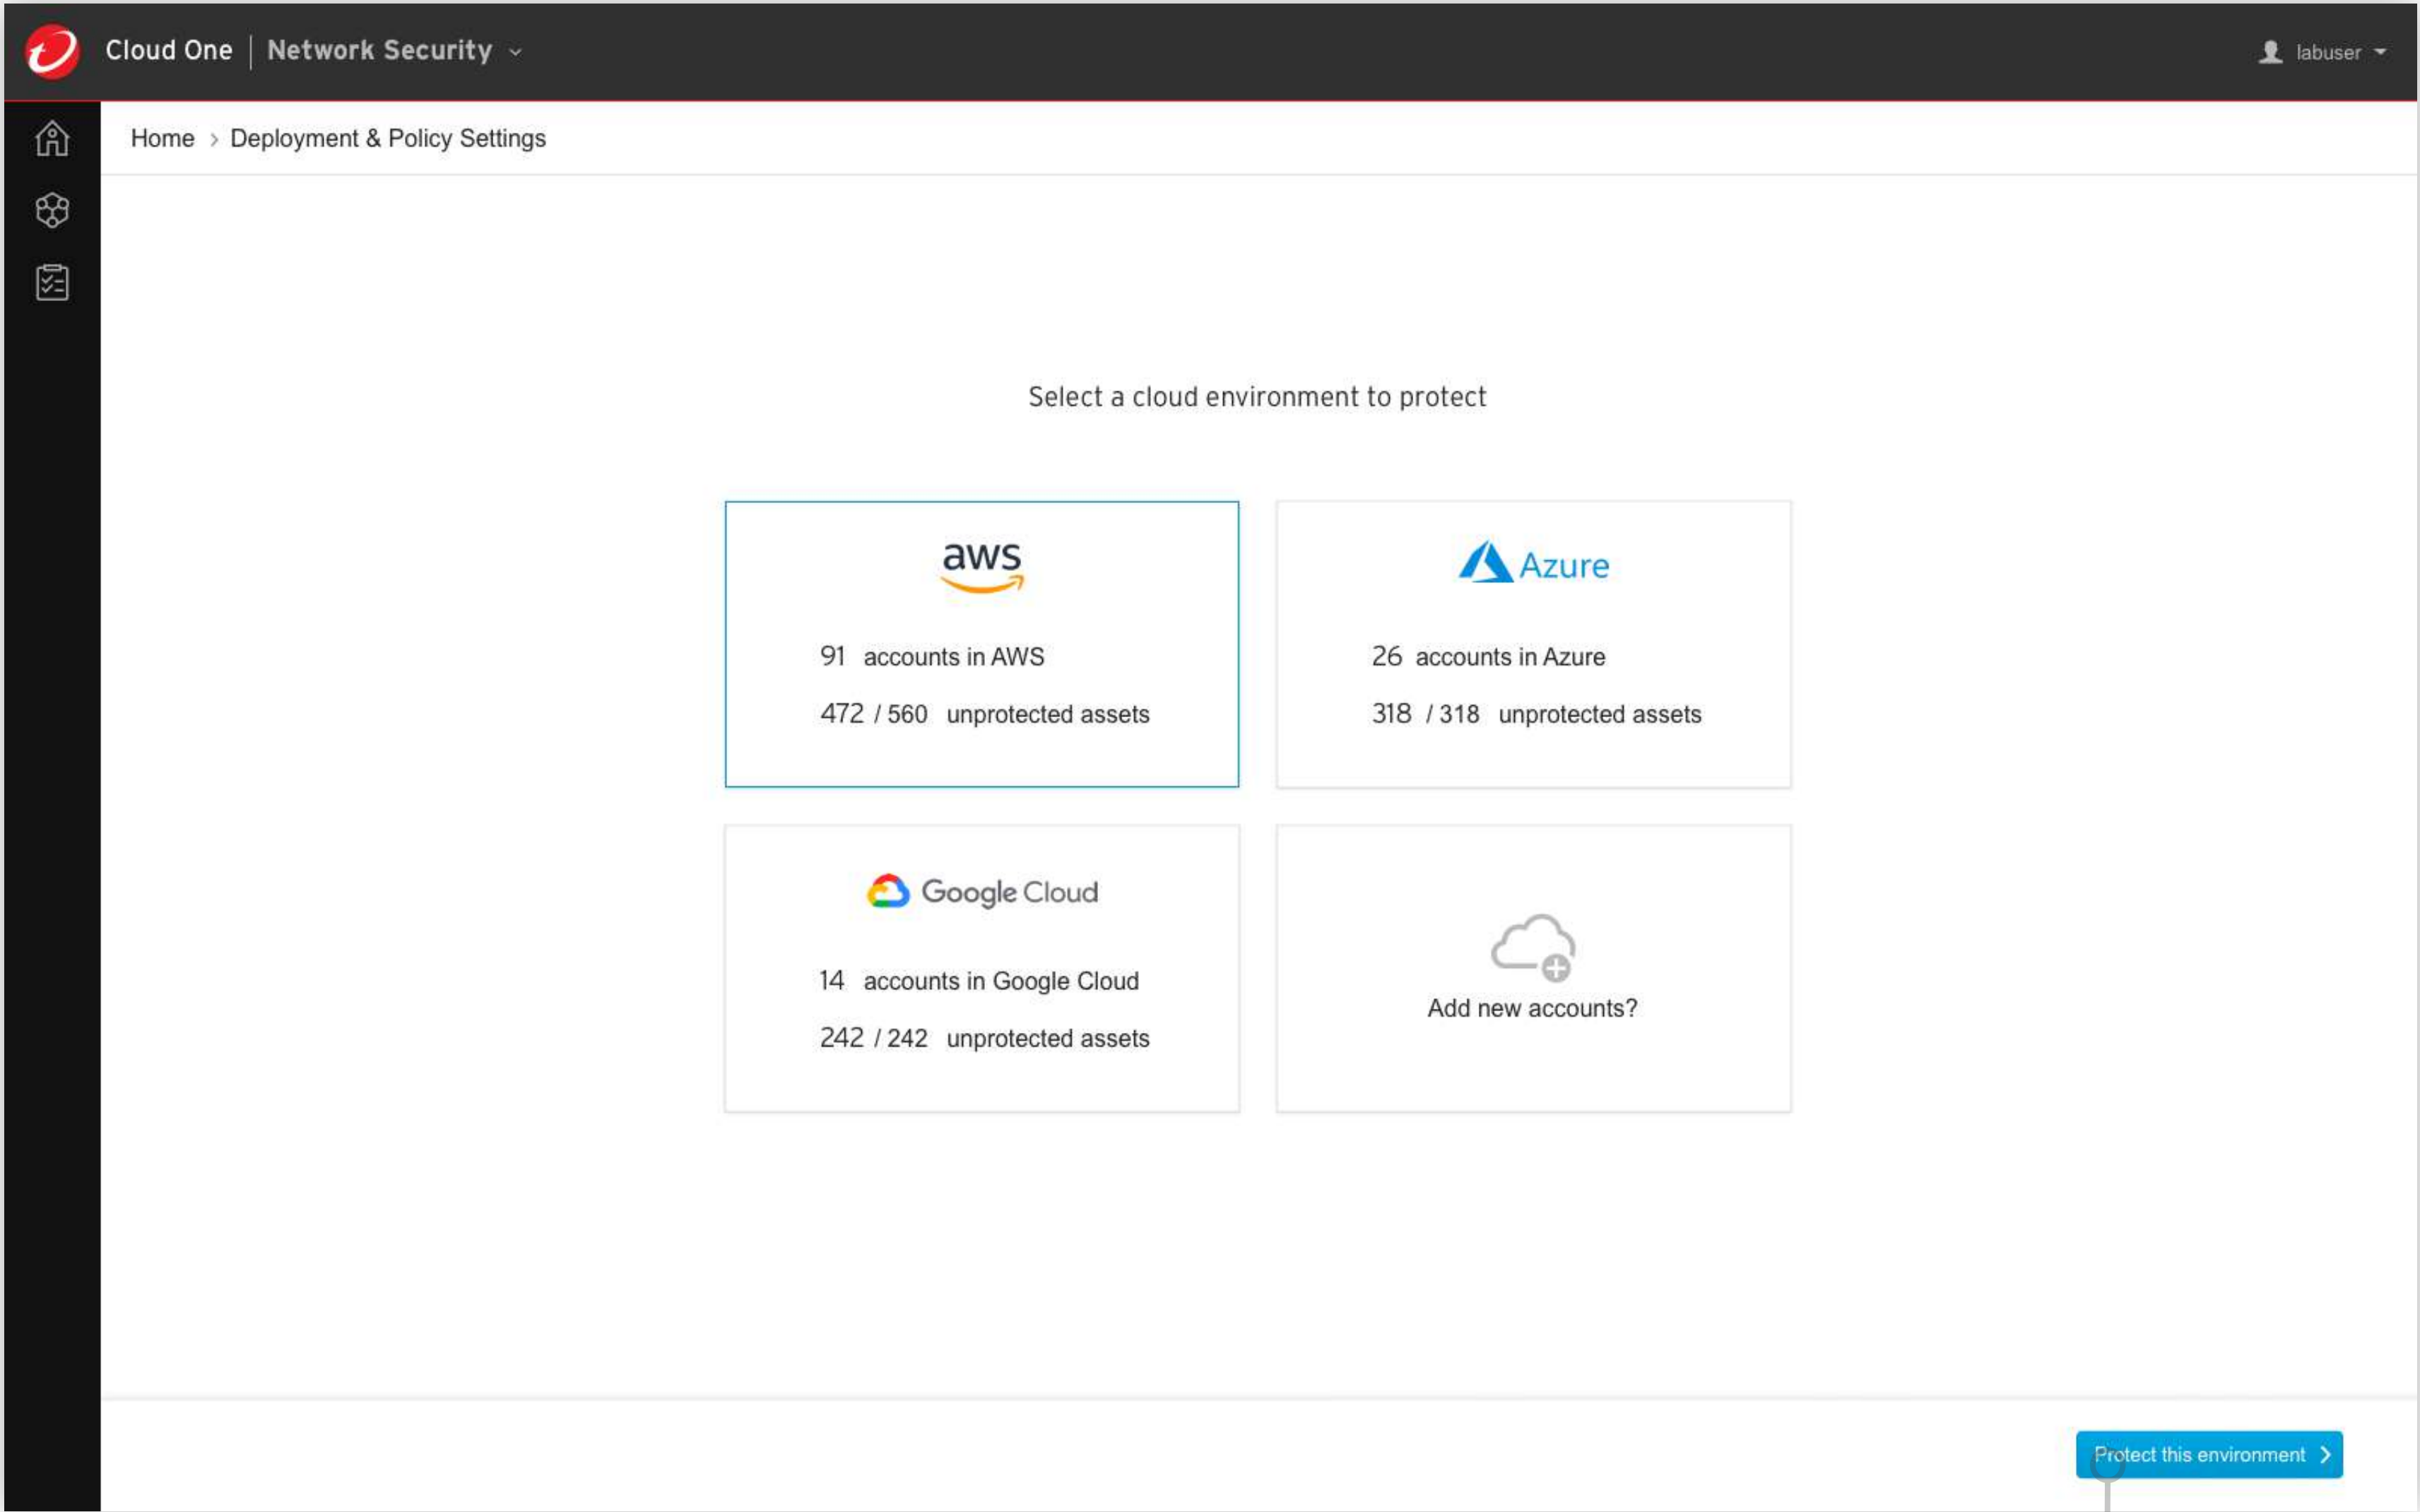 Cloud One | Network Security
labuser
Home > Deployment & Policy Settings
Select a cloud environment to protect
aws
91 accounts in AWS
472 / 560 unprotected assets
Azure
26 accounts in Azure
318 / 318 unprotected assets
Google Cloud
14 accounts in Google Cloud
242 / 242 unprotected assets
Add new accounts?
Protect this environment >